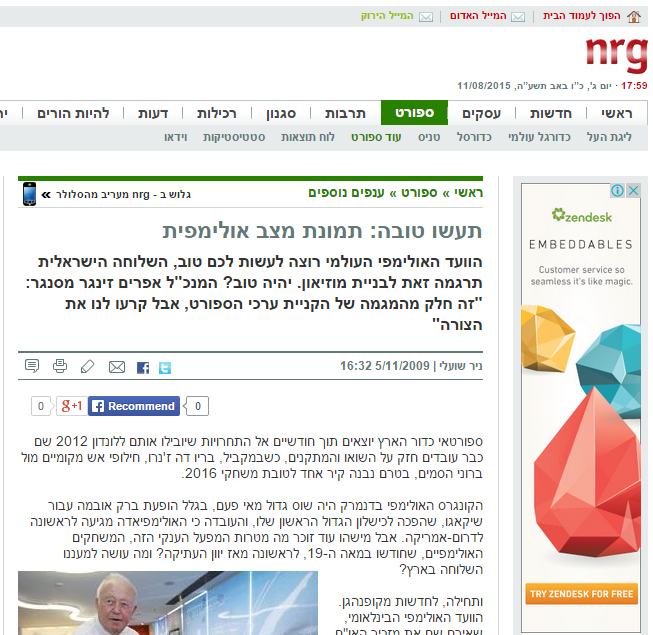 הפוך לעמוד הבית
המייל האדום
המייל הירוק
nrg
17:59 · יום ג', כ"ו באב תשע"ה, 11/08/2015
ראשי
חדשות
עסקים
ספורט
תרבות
סגנון
רכילות
דעות
להיות הורים
ליגת העל
כדורגל עולמי
כדורסל
טניס
עוד ספורט
לוח תוצאות
סטטיסטיקות
וידאו
ראשי » ספורט » ענפים נוספים
גלוש ב - nrg מעריב מהסלולר »
תעשו טובה: תמונת מצב אולימפית
הוועד האולימפי העולמי רוצה לעשות לכם טוב, השלוחה הישראלית
תרגמה זאת לבניית מוזיאון. יהיה טוב? המנכ"ל אפרים זינגר מסנגר:
"זה חלק מהמגמה של הקניית ערכי הספורט, אבל קרעו לנו את
הצורה"
ניר שועלי | 5/11/2009 16:32
0
g+1
Recommend
0
ספורטאי כדור הארץ יוצאים תוך חודשיים אל התחרויות שיובילו אותם ללונדון 2012 שם
כבר עובדים חזק על השואו והמתקנים, כשבמקביל, בריו דה ז'נרו, חילופי אש מקומיים מול
ברוני הסמים, בטרם נבנה קיר אחד לטובת משחקי 2016.
הקונגרס האולימפי בדנמרק היה שוס גדול מאי פעם, בגלל הופעת ברק אובמה עבור
שיקאגו, שהפכה לכישלון הגדול הראשון שלו, והעובדה כי האולימפיאדה מגיעה לראשונה
לדרום-אמריקה. אבל מישהו עוד זוכר מה מטרות המפעל הענקי הזה, המשחקים
האולימפיים, שחודשו במאה ה-19, לראשונה מאז יוון העתיקה? ומה עושה למעננו
השלוחה בארץ?
ותחילה, לחדשות מקופנהגן.
הוועד האולימפי הבינלאומי,
zendesk
EMBEDDABLES
Customer service so
seamless it's like magic.
TRY ZENDESK FOR FREE